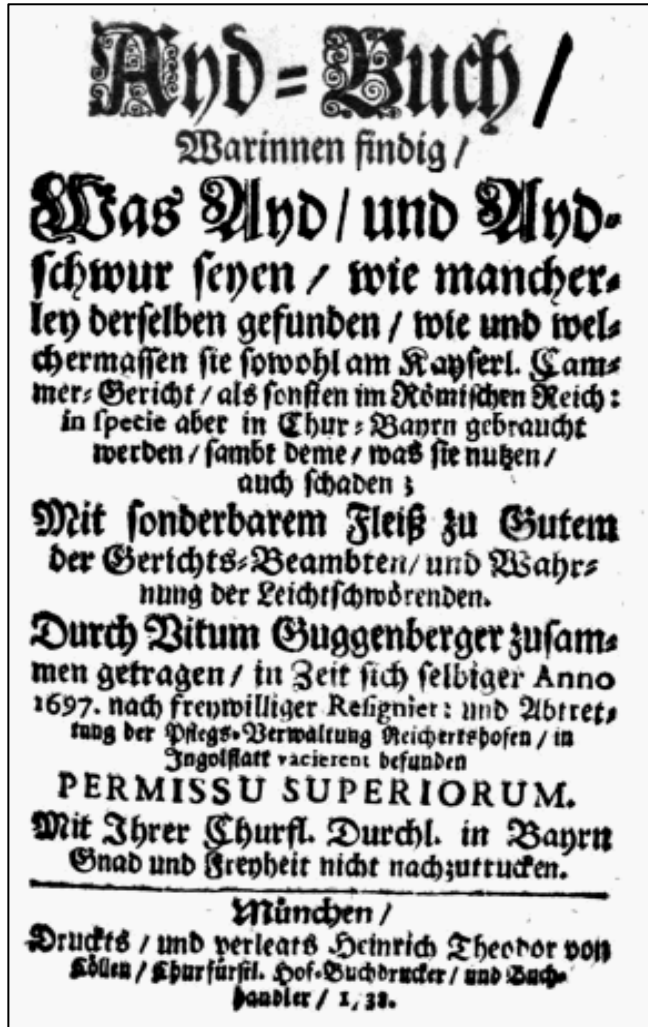 Ayd=Buch/
Warinnen findig /
Was Ayd / und Ayd-
schwur seyen / wie mancher-
ley derselben gefunden / wie und wel-
chermassen sie sowohl am Kayserl. Cam-
mer-Gericht / als sonsten im Römischen Reich:
in specie aber in Chur-Bayrn gebraucht
werden / sambt deme / was sie nutzen /
auch schaden;
Mit sonderbarem Fleiß zu Gutem
der Gerichts-Beambten / und Wahr-
nung der Leichtschwörenden.
Durch Vitum Guggenberger zusam-
men getragen / in Zeit sich selbiger Anno
1697. nach freywilliger Resignier: und Abtret-
tung der Pflegs-Verwaltung Reichertshofen / in
Ingolstatt vacierent befunden
PERMISSU SUPERIORUM.
Mit Ihrer Churfl. Durchl. in Bayrn
Gnad und Freyheit nicht nachzutrucken.
München /
Druckts / und verlegts Heinrich Theodor von
Cöllen / Churfürstl. Hof-Buchdrucker / und Buch-
handler /